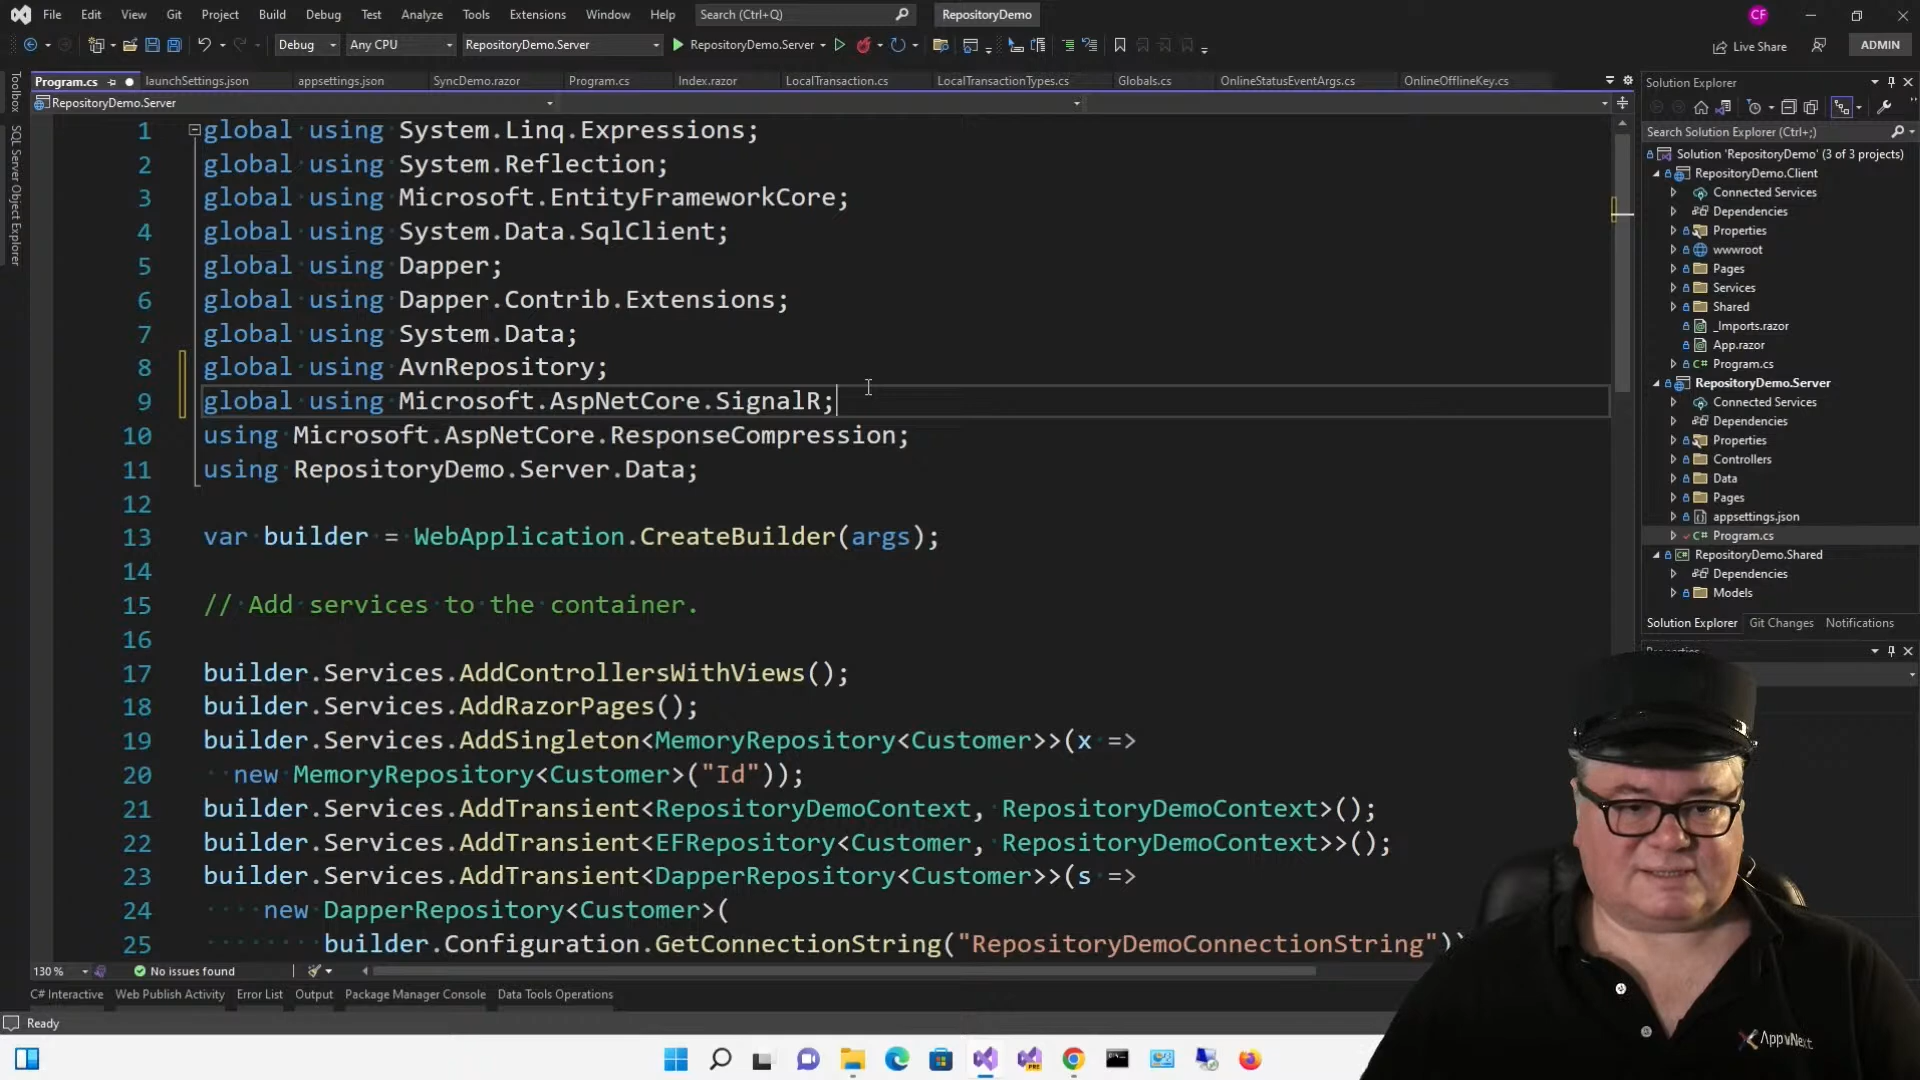 File Edit View Git Project Build Debug Test Analyze Tools Extensions Window Help Search (Ctrl+Q) RepositoryDemo CF
Debug Any CPU RepositoryDemo.Server RepositoryDemo.Server Live Share ADMIN
Program.cs launchSettings.json appsettings.json SyncDemo.razor Program.cs Index.razor LocalTransaction.cs LocalTransactionTypes.cs Globals.cs OnlineStatusEventArgs.cs OnlineOfflineKey.cs
RepositoryDemo.Server
Toolbox
SQL Server Object Explorer
1 global using System.Linq.Expressions;
2 global using System.Reflection;
3 global using Microsoft.EntityFrameworkCore;
4 global using System.Data.SqlClient;
5 global using Dapper;
6 global using Dapper.Contrib.Extensions;
7 global using System.Data;
8 global using AvnRepository;
9 global using Microsoft.AspNetCore.SignalR;
10 using Microsoft.AspNetCore.ResponseCompression;
11 using RepositoryDemo.Server.Data;
12
13 var builder = WebApplication.CreateBuilder(args);
14
15 // Add services to the container.
16
17 builder.Services.AddControllersWithViews();
18 builder.Services.AddRazorPages();
19 builder.Services.AddSingleton<MemoryRepository<Customer>>(x =>
20 new MemoryRepository<Customer>("Id"));
21 builder.Services.AddTransient<RepositoryDemoContext, RepositoryDemoContext>();
22 builder.Services.AddTransient<EFRepository<Customer, RepositoryDemoContext>>();
23 builder.Services.AddTransient<DapperRepository<Customer>>(s =>
24 new DapperRepository<Customer>(
25 builder.Configuration.GetConnectionString("RepositoryDemoConnectionString"))
130 % No issues found
C# Interactive Web Publish Activity Error List Output Package Manager Console Data Tools Operations
Ready
Solution Explorer
Search Solution Explorer (Ctrl+;)
Solution 'RepositoryDemo' (3 of 3 projects)
RepositoryDemo.Client
Connected Services
Dependencies
Properties
wwwroot
Pages
Services
Shared
_Imports.razor
App.razor
C# Program.cs
RepositoryDemo.Server
Connected Services
Dependencies
Properties
Controllers
Data
Pages
appsettings.json
C# Program.cs
RepositoryDemo.Shared
Dependencies
Models
Solution Explorer Git Changes Notifications
Properties
PRE
AppvNext